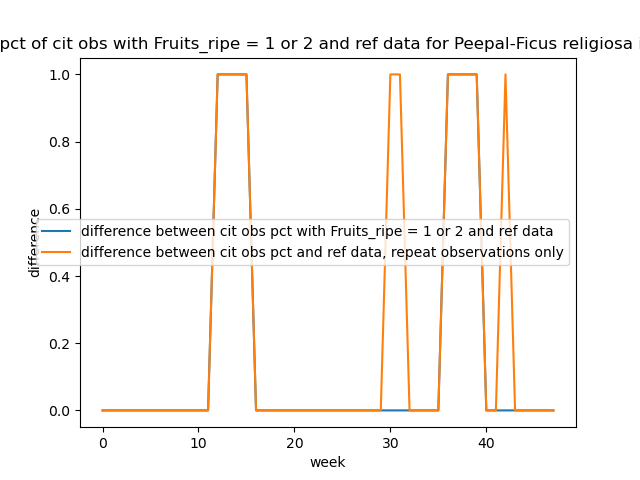 pct of cit obs with Fruits_ripe = 1 or 2 and ref data for Peepal-Ficus religiosa
1.0
0.8
0.6
0.4
0.2
0.0
difference
difference between cit obs pct with Fruits_ripe = 1 or 2 and ref data
difference between cit obs pct and ref data, repeat observations only
0 10 20 30 40
week